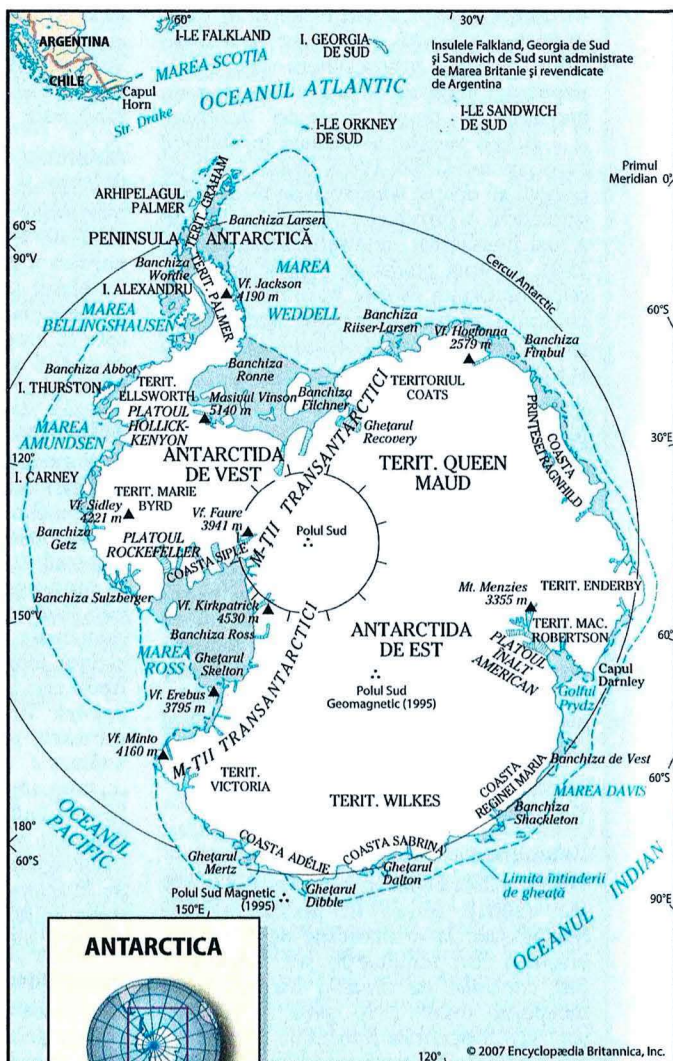 60°
30°V
ARGENTINA
I-LE FALKLAND
I. GEORGIA
DE SUD
Insulele Falkland, Georgia de Sud
și Sandwich de Sud sunt administrate
de Marea Britanie și revendicate
de Argentina
MAREA SCOȚIA
CHILE
Capul
Horn
OCEANUL ATLANTIC
Str. Drake
I-LE ORKNEY
DE SUD
I-LE SANDWICH
DE SUD
Primul
Meridian
0°
ARHIPELAGUL
PALMER
TERIT. GRAHAM
Banchiza Larsen
60°S
90°V
PENINSULA ANTARCTICĂ
Cercul Antarctic
Banchiza
Wordie
TERIT. PALMER
Vf. Jackson
4190 m
MAREA
WEDDELL
I. ALEXANDRU
MAREA
BELLINGSHAUSEN
Banchiza
Riiser-Larsen
Vf. Hogfonna
2579 m
60°S
Banchiza
Fimbul
Banchiza Abbot
I. THURSTON
TERIT.
ELLSWORTH
Banchiza
Ronne
Masivul Vinson
5140 m
Banchiza
Filchner
TERITORIUL
COATS
PLATOUL
HOLLICK-
KENYON
Ghețarul
Recovery
MAREA
AMUNDSEN
COASTA
PRINȚESEI RAGNHILD
30°E
120°
ANTARCTIDA
DE VEST
TERIT. QUEEN
MAUD
M-ȚII TRANSANTARCTICI
I. CARNEY
TERIT. MARIE
BYRD
Vf. Sidley
4221 m
Vf. Faure
3941 m
Polul Sud
Banchiza
Getz
PLATOUL
ROCKEFELLER
COASTA SIPLE
Mt. Menzies
3355 m
TERIT. ENDERBY
Banchiza Sulzberger
150°V
Vf. Kirkpatrick
4530 m
TERIT. MAC.
ROBERTSON
60°
Banchiza Ross
ANTARCTIDA
DE EST
PLATOUL
INALT
AMERICAN
MAREA
ROSS
Ghețarul
Skelton
Capul
Darnley
Polul Sud
Geomagnetic (1995)
Golful
Prydz
Vf. Erebus
3795 m
M-ȚII TRANSANTARCTICI
Vf. Minto
4160 m
Banchiza de Vest
TERIT.
VICTORIA
60°S
MAREA DAVIS
COASTA
REGINEI MARIA
TERIT. WILKES
OCEANUL
PACIFIC
Banchiza
Shackleton
180°
60°S
COASTA ADÉLIE
COASTA SABRINA
Ghețarul
Mertz
Ghețarul
Dalton
Ghețarul
Dibble
Limita întinderii
de gheață
OCEANUL INDIAN
Polul Sud Magnetic
(1995)
150°E
90°E
ANTARCTICA
120°
© 2007 Encyclopædia Britannica, Inc.